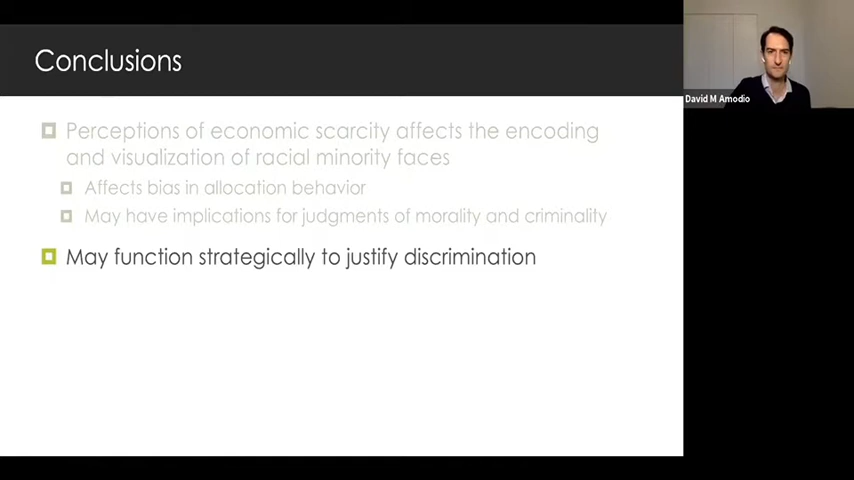 Conclusions
Perceptions of economic scarcity affects the encoding
and visualization of racial minority faces
Affects bias in allocation behavior
May have implications for judgments of morality and criminality
May function strategically to justify discrimination
David M Amodio